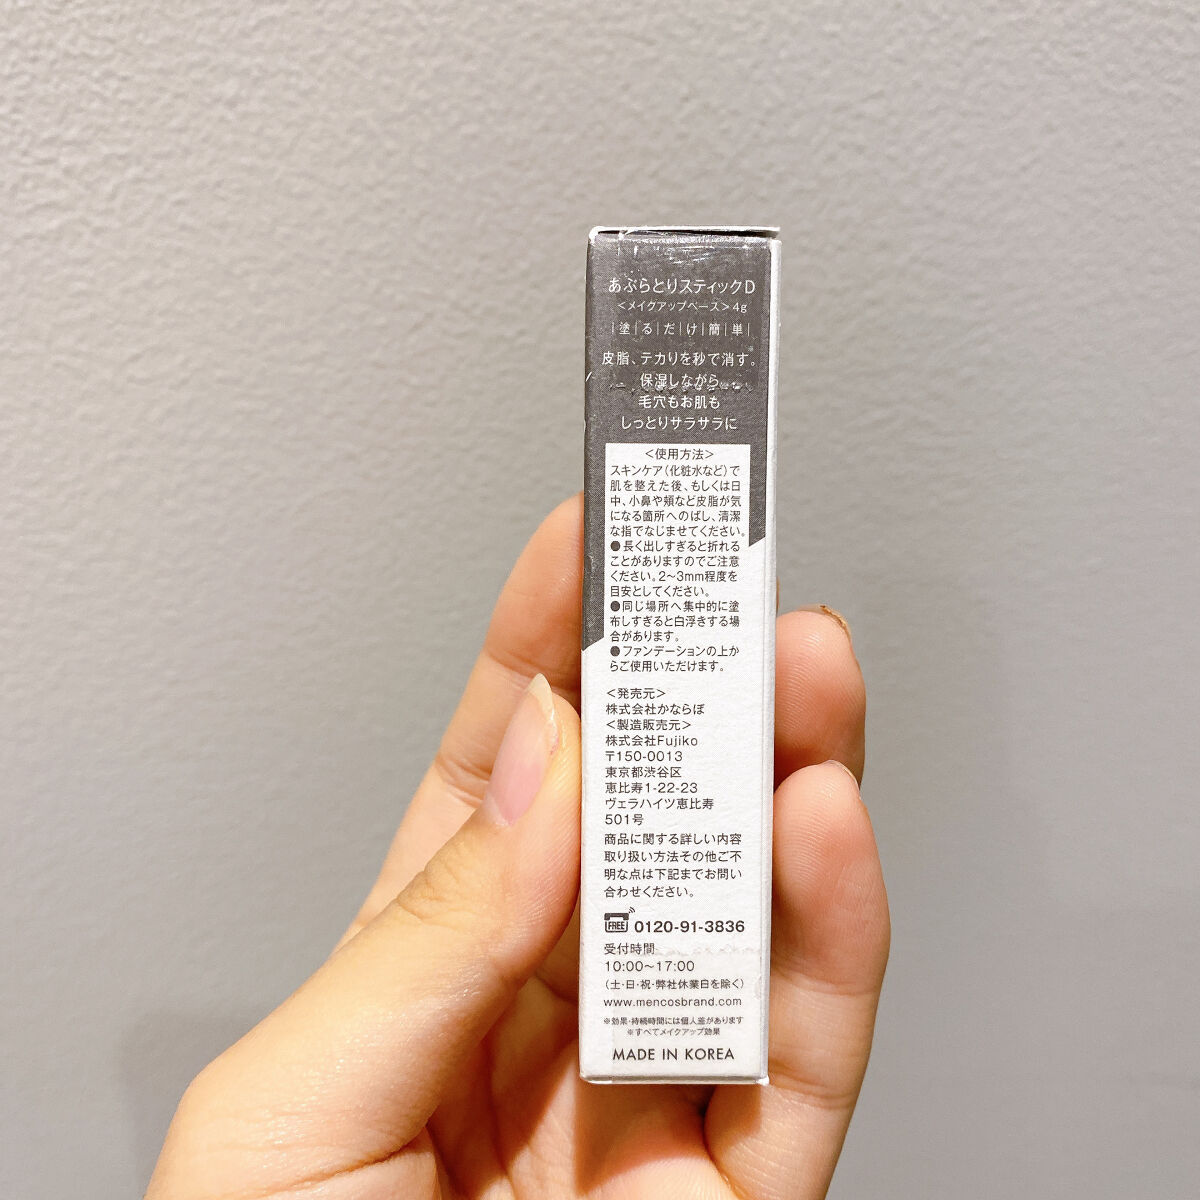 あぶらとりスティックD
<メイクアップベース>4g
|塗|る|だ|け|簡|単|
皮脂、テカリを秒で消す。※
保湿しながら
毛穴もお肌も
しっとりサラサラに
<使用方法>
スキンケア(化粧水など)で
肌を整えた後、もしくは日
中、小鼻や頬など皮脂が気
になる箇所へのばし、清潔
な指でなじませてください。
●長く出しすぎると折れる
ことがありますのでご注意
ください。2〜3mm程度を
目安としてください。
●同じ場所へ集中的に塗
布しすぎると白浮きする場
合があります。
●ファンデーションの上か
らご使用いただけます。
<発売元>
株式会社かならぼ
<製造販売元>
株式会社Fujiko
〒150-0013
東京都渋谷区
恵比寿1-22-23
ヴェラハイツ恵比寿
501号
商品に関する詳しい内容
取り扱い方法その他ご不
明な点は下記までお問い
合わせください。
FREE 0120-91-3836
受付時間
10:00〜17:00
(土・日・祝・弊社休業日を除く)
www.mencosbrand.com
※効果・持続時間には個人差があります
※すべてメイクアップ効果
MADE IN KOREA